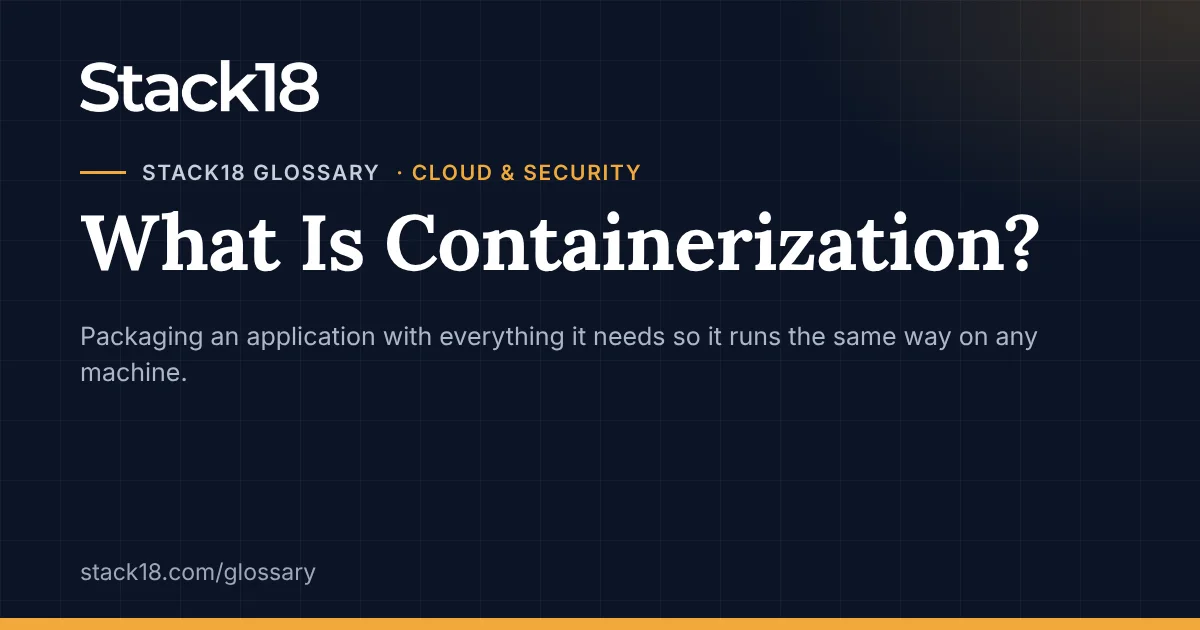 Stack18
STACK18 GLOSSARY · CLOUD & SECURITY
What Is Containerization?
Packaging an application with everything it needs so it runs the same way on any
machine.
stack18.com/glossary